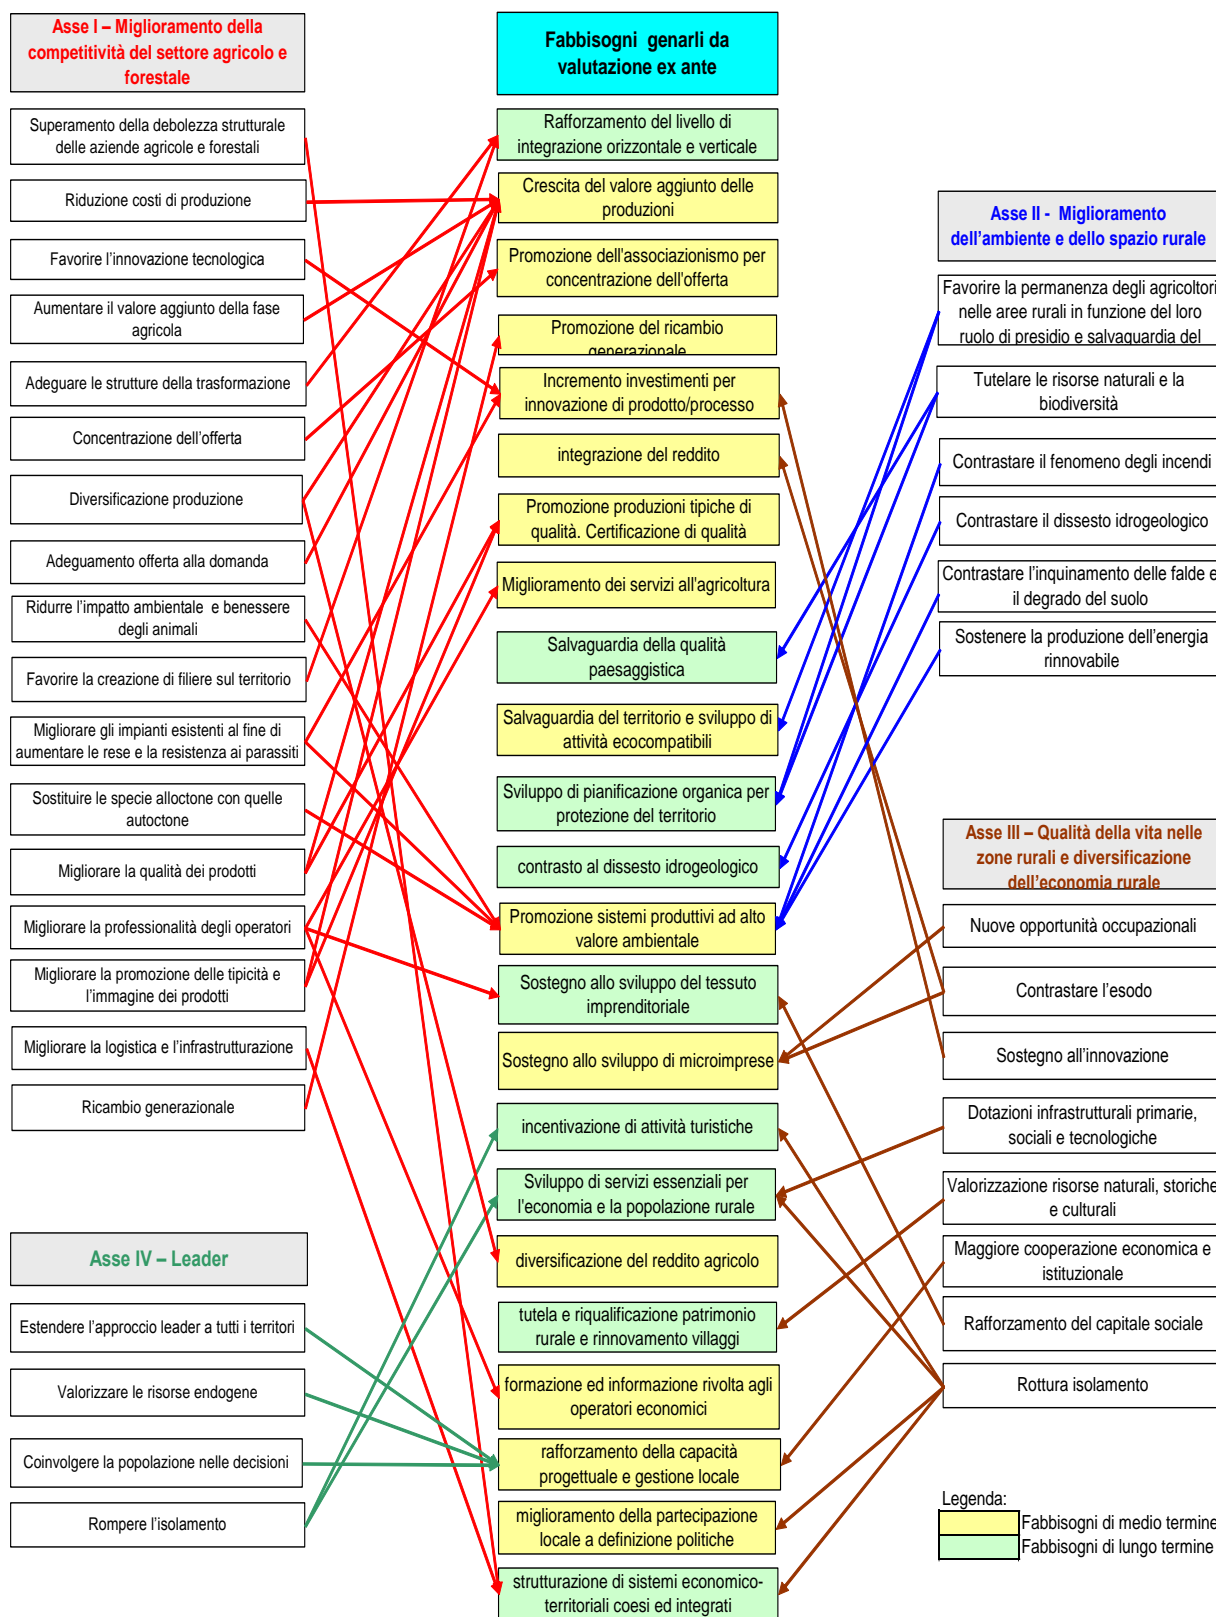 Asse I – Miglioramento della
competitività del settore agricolo e
forestale
Superamento della debolezza strutturale
delle aziende agricole e forestali
Riduzione costi di produzione
Favorire l’innovazione tecnologica
Aumentare il valore aggiunto della fase
agricola
Adeguare le strutture della trasformazione
Concentrazione dell’offerta
Diversificazione produzione
Adeguamento offerta alla domanda
Ridurre l’impatto ambientale e benessere
degli animali
Favorire la creazione di filiere sul territorio
Migliorare gli impianti esistenti al fine di
aumentare le rese e la resistenza ai parassiti
Sostituire le specie alloctone con quelle
autoctone
Migliorare la qualità dei prodotti
Migliorare la professionalità degli operatori
Migliorare la promozione delle tipicità e
l’immagine dei prodotti
Migliorare la logistica e l’infrastrutturazione
Ricambio generazionale
Asse IV – Leader
Estendere l’approccio leader a tutti i territori
Valorizzare le risorse endogene
Coinvolgere la popolazione nelle decisioni
Rompere l’isolamento
Fabbisogni genarli da
valutazione ex ante
Rafforzamento del livello di
integrazione orizzontale e verticale
Crescita del valore aggiunto delle
produzioni
Promozione dell'associazionismo per
concentrazione dell'offerta
Promozione del ricambio
generazionale
Incremento investimenti per
innovazione di prodotto/processo
integrazione del reddito
Promozione produzioni tipiche di
qualità. Certificazione di qualità
Miglioramento dei servizi all'agricoltura
Salvaguardia della qualità
paesaggistica
Salvaguardia del territorio e sviluppo di
attività ecocompatibili
Sviluppo di pianificazione organica per
protezione del territorio
contrasto al dissesto idrogeologico
Promozione sistemi produttivi ad alto
valore ambientale
Sostegno allo sviluppo del tessuto
imprenditoriale
Sostegno allo sviluppo di microimprese
incentivazione di attività turistiche
Sviluppo di servizi essenziali per
l'economia e la popolazione rurale
diversificazione del reddito agricolo
tutela e riqualificazione patrimonio
rurale e rinnovamento villaggi
formazione ed informazione rivolta agli
operatori economici
rafforzamento della capacità
progettuale e gestione locale
miglioramento della partecipazione
locale a definizione politiche
strutturazione di sistemi economico-
territoriali coesi ed integrati
Asse II - Miglioramento
dell’ambiente e dello spazio rurale
Favorire la permanenza degli agricoltori
nelle aree rurali in funzione del loro
ruolo di presidio e salvaguardia del
Tutelare le risorse naturali e la
biodiversità
Contrastare il fenomeno degli incendi
Contrastare il dissesto idrogeologico
Contrastare l’inquinamento delle falde e
il degrado del suolo
Sostenere la produzione dell’energia
rinnovabile
Asse III – Qualità della vita nelle
zone rurali e diversificazione
dell’economia rurale
Nuove opportunità occupazionali
Contrastare l’esodo
Sostegno all’innovazione
Dotazioni infrastrutturali primarie,
sociali e tecnologiche
Valorizzazione risorse naturali, storiche
e culturali
Maggiore cooperazione economica e
istituzionale
Rafforzamento del capitale sociale
Rottura isolamento
Legenda:
Fabbisogni di medio termine
Fabbisogni di lungo termine